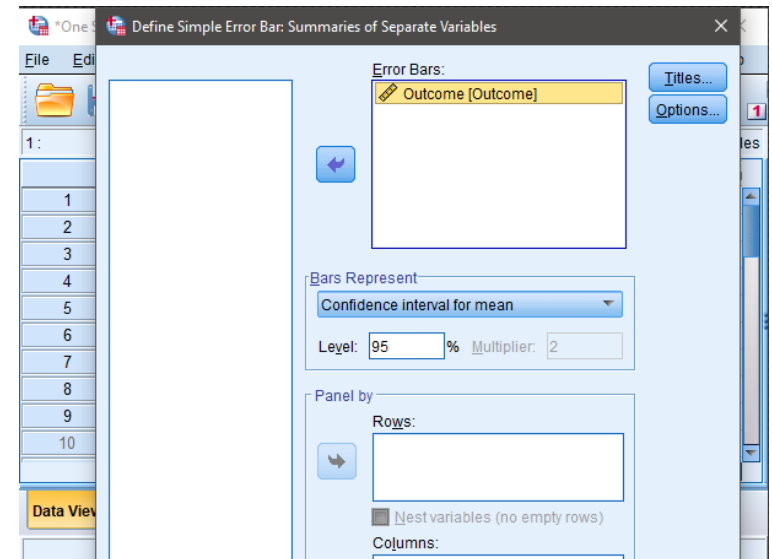 *One S
Define Simple Error Bar: Summaries of Separate Variables
File Edi
Error Bars:
Outcome [Outcome]
Titles...
Options...
1
1 :
les
1
2
3
4
5
6
7
8
9
10
Bars Represent
Confidence interval for mean
Level: 95 % Multiplier: 2
Panel by
Rows:
Nest variables (no empty rows)
Columns:
Data View